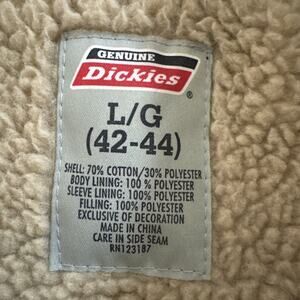 GENUINE
Dickies
®
L/G
(42-44)
SHELL: 70% COTTON/30% POLYESTER
BODY LINING: 100 % POLYESTER
SLEEVE LINING: 100% POLYESTER
FILLING: 100% POLYESTER
EXCLUSIVE OF DECORATION
MADE IN CHINA
CARE IN SIDE SEAM
RN123187